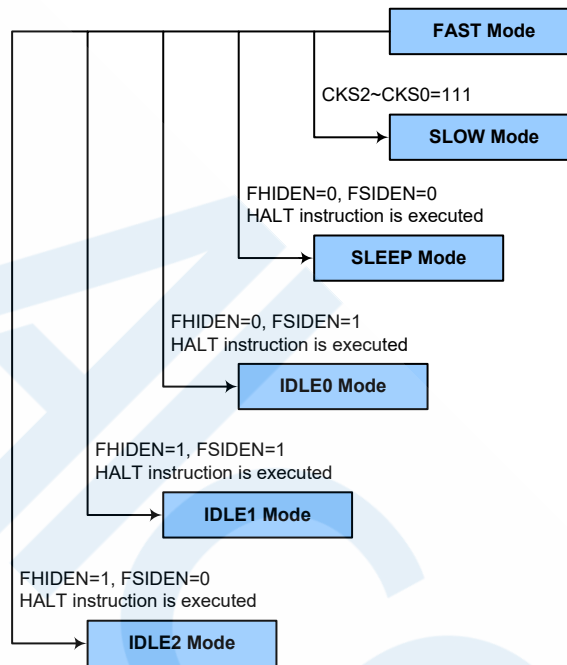 FAST Mode
CKS2~CKS0=111
SLOW Mode
FHIDEN=0, FSIDEN=0
HALT instruction is executed
SLEEP Mode
FHIDEN=0, FSIDEN=1
HALT instruction is executed
IDLE0 Mode
FHIDEN=1, FSIDEN=1
HALT instruction is executed
IDLE1 Mode
FHIDEN=1, FSIDEN=0
HALT instruction is executed
IDLE2 Mode